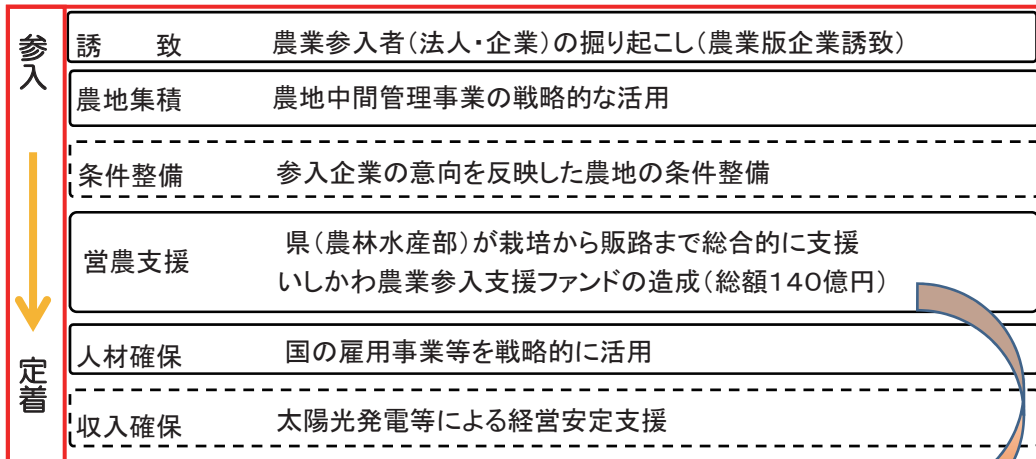 参入
誘　　致　　農業参入者(法人・企業)の掘り起こし(農業版企業誘致)
農地集積　　農地中間管理事業の戦略的な活用
条件整備　　参入企業の意向を反映した農地の条件整備
営農支援　　県(農林水産部)が栽培から販路まで総合的に支援
いしかわ農業参入支援ファンドの造成(総額140億円)
定着
人材確保　　国の雇用事業等を戦略的に活用
収入確保　　太陽光発電等による経営安定支援